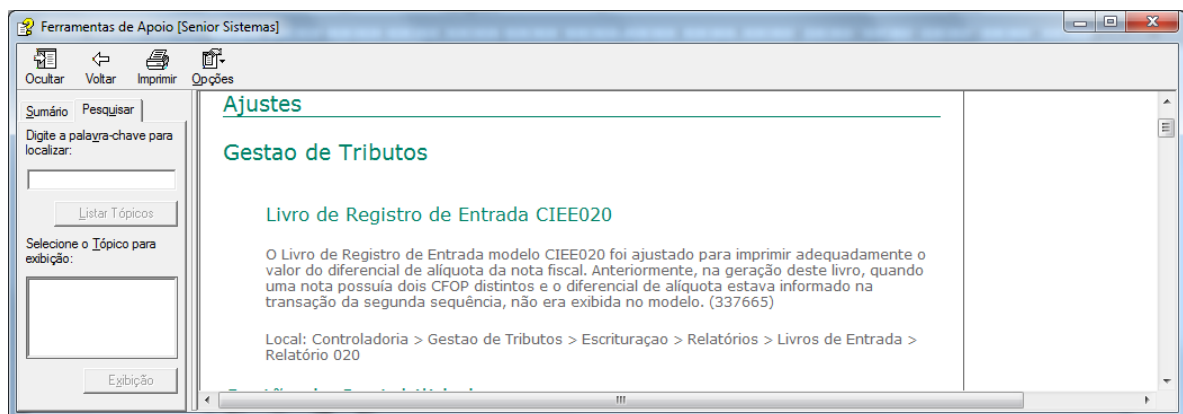 Ferramentas de Apoio [Senior Sistemas]
Ocultar Voltar Imprimir Opções
Sumário Pesquisar
Digite a palavra-chave para
localizar:
Listar Tópicos
Selecione o Tópico para
exibição:
Exibição
Ajustes
Gestao de Tributos
Livro de Registro de Entrada CIEE020
O Livro de Registro de Entrada modelo CIEE020 foi ajustado para imprimir adequadamente o
valor do diferencial de alíquota da nota fiscal. Anteriormente, na geração deste livro, quando
uma nota possuía dois CFOP distintos e o diferencial de alíquota estava informado na
transação da segunda sequência, não era exibida no modelo. (337665)
Local: Controladoria > Gestao de Tributos > Escrituraçao > Relatórios > Livros de Entrada >
Relatório 020